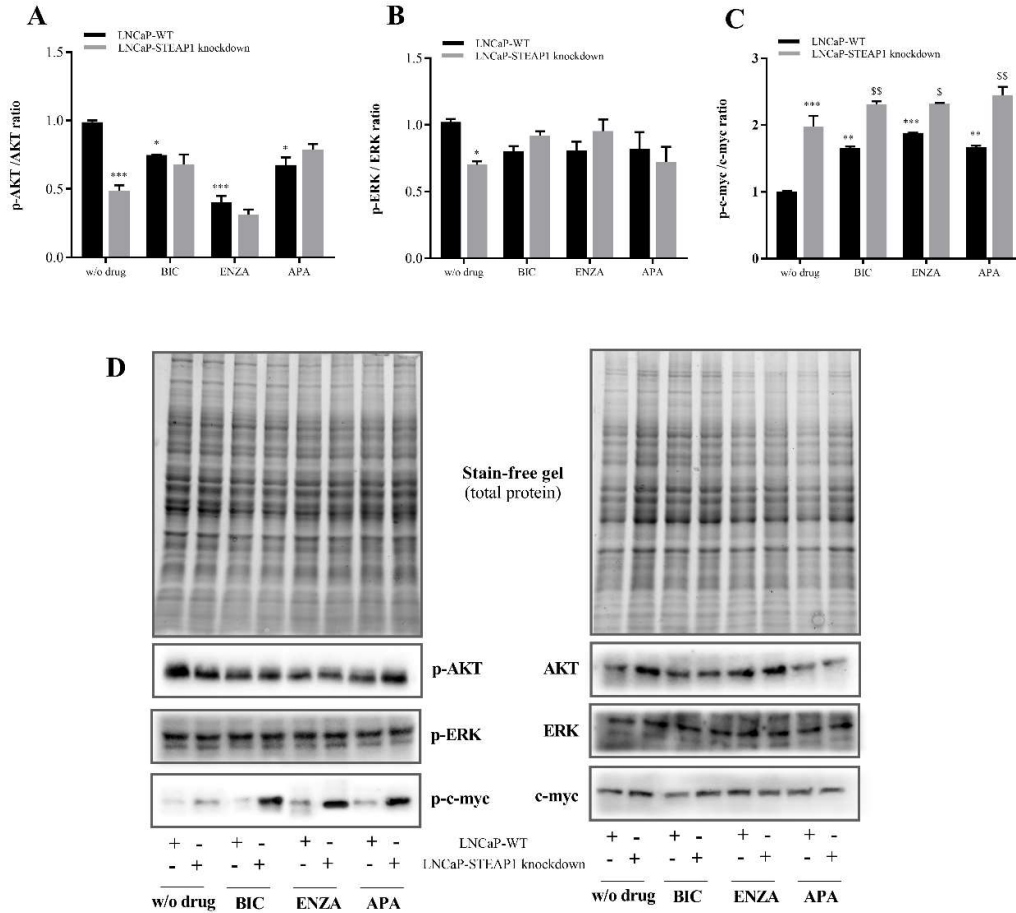 A
LNCaP-WT
LNCaP-STEAP1 knockdown
p-AKT /AKT ratio
1.5
1.0
0.5
0.0
***
*
***
*
w/o drug
BIC
ENZA
APA
B
LNCaP-WT
LNCaP-STEAP1 knockdown
p-ERK / ERK ratio
1.5
1.0
0.5
0.0
*
w/o drug
BIC
ENZA
APA
C
LNCaP-WT
LNCaP-STEAP1 knockdown
p-c-myc /c-myc ratio
3
2
1
0
***
**
$$
***
$
**
$$
w/o drug
BIC
ENZA
APA
D
Stain-free gel
(total protein)
p-AKT
AKT
p-ERK
ERK
p-c-myc
c-myc
+ - + - + - + - LNCaP-WT + - + - + - + -
- + - + - + - + LNCaP-STEAP1 knockdown - + - + - + - +
w/o drug BIC ENZA APA w/o drug BIC ENZA APA